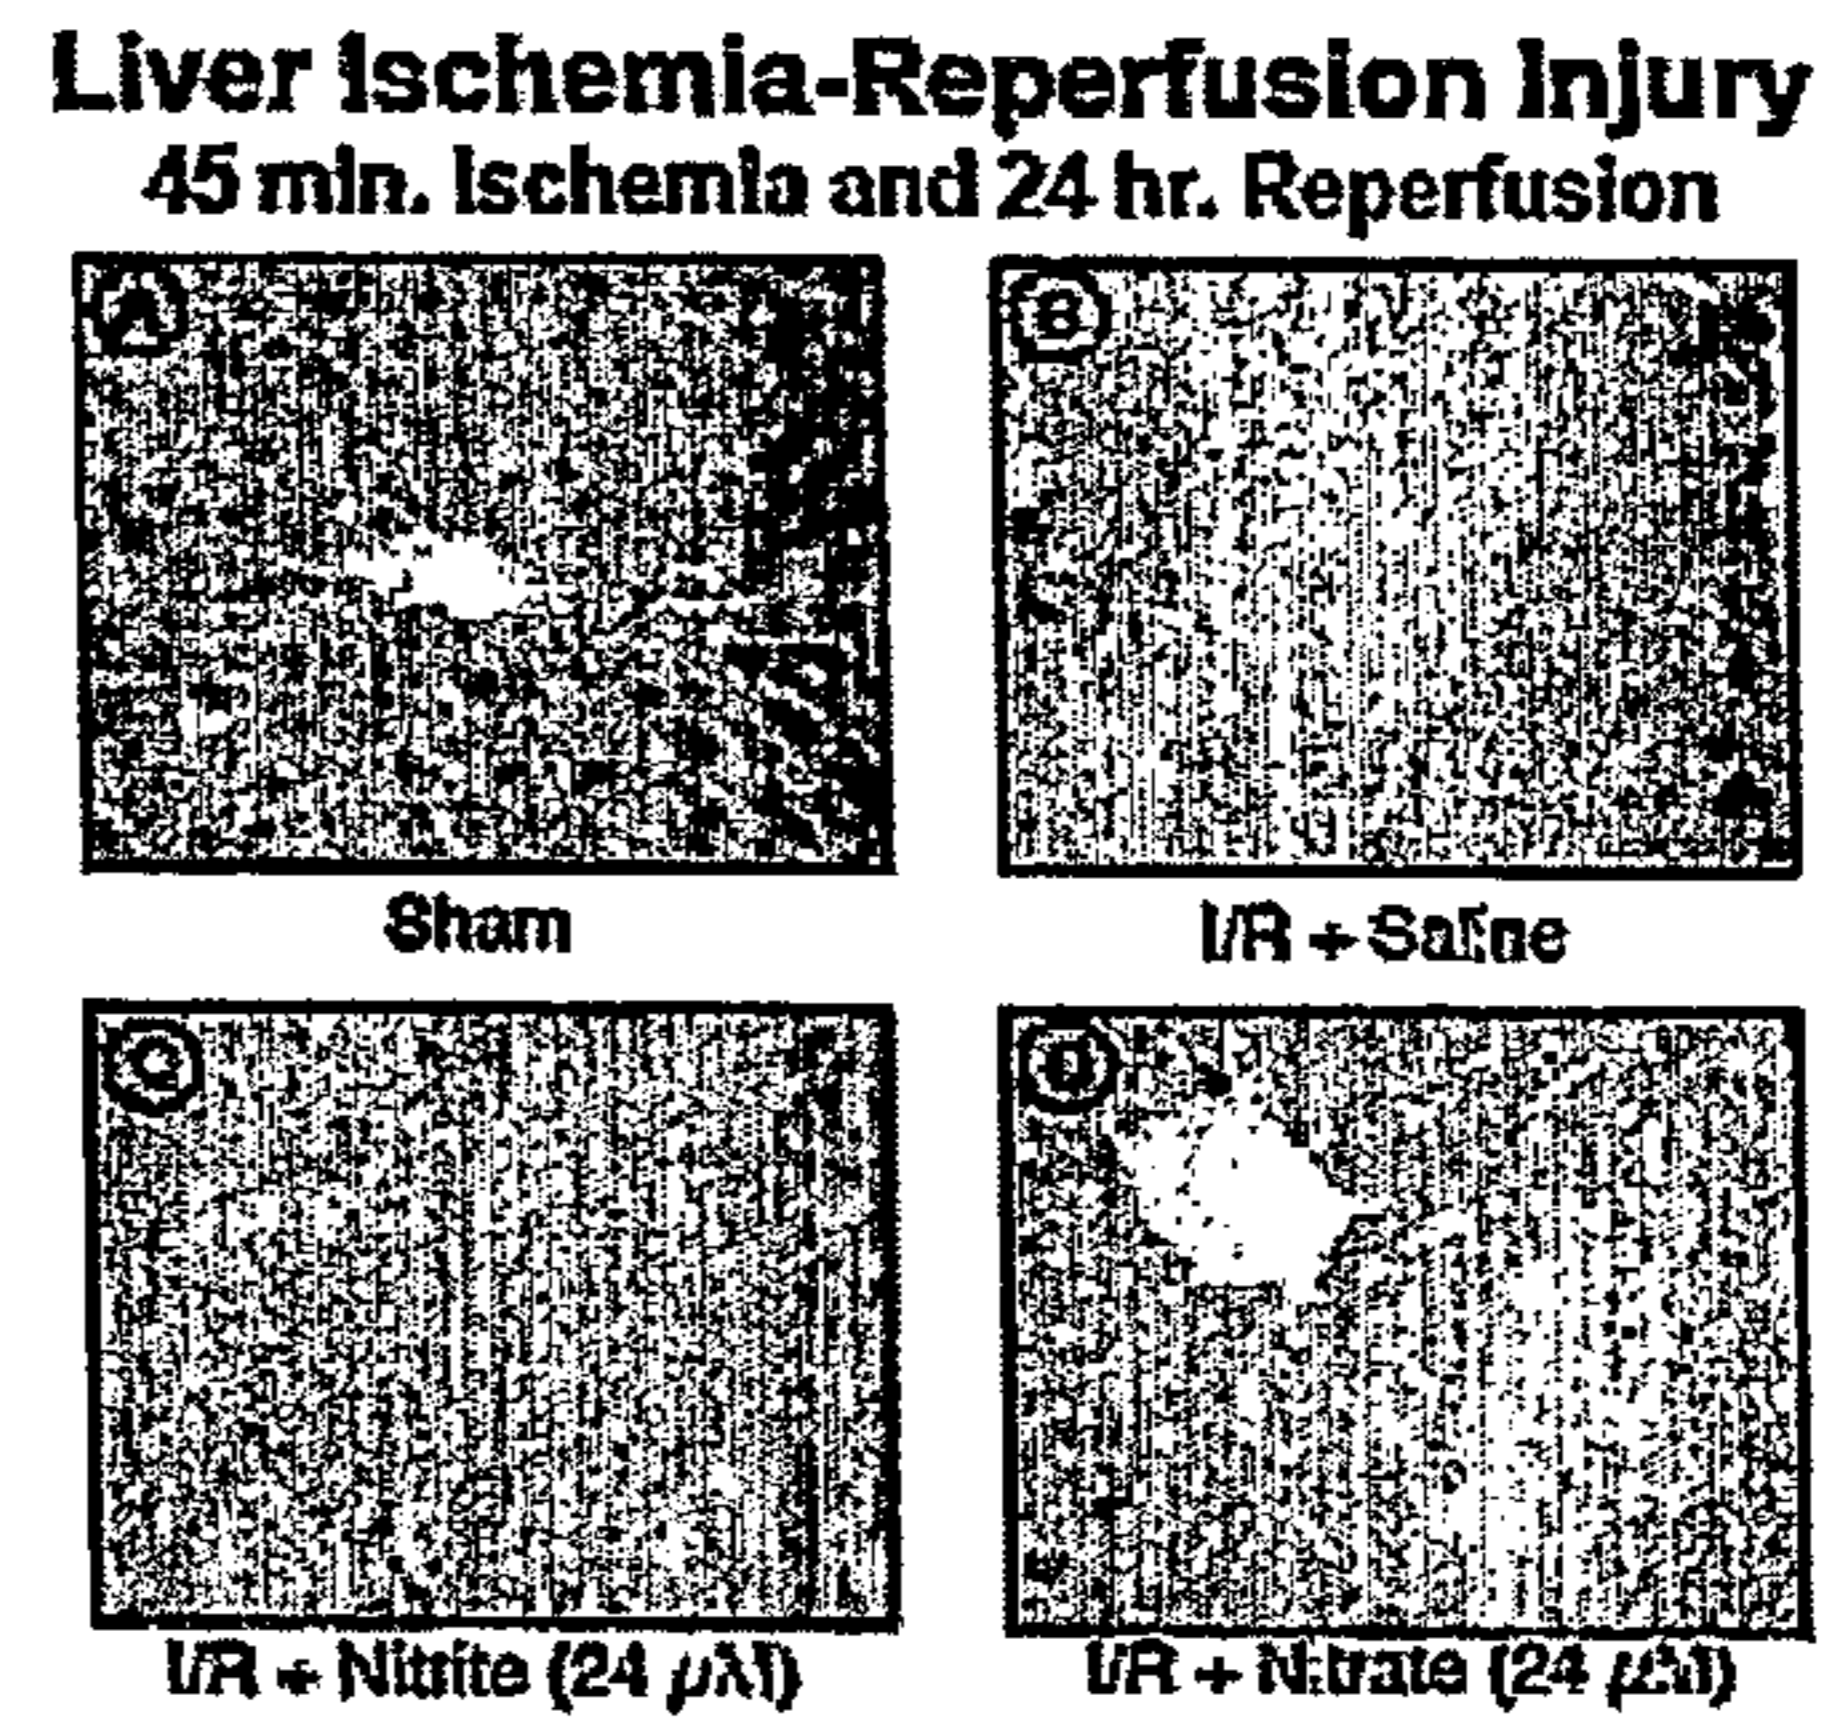 Liver Ischemia-Reperfusion Injury
45 min. Ischemia and 24 hr. Reperfusion
A
B
Sham
I/R + Saline
C
D
I/R + Nitrite (24 μM)
I/R + Nitrate (24 μM)